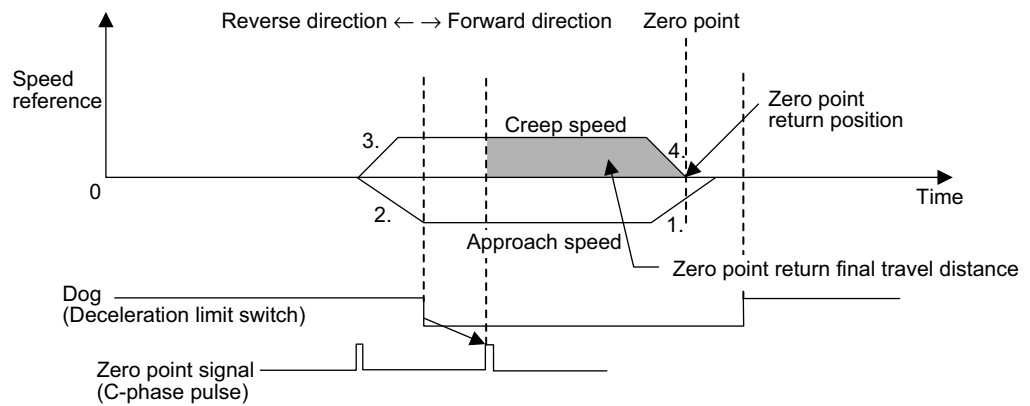 Reverse direction ← → Forward direction
Zero point
Speed
reference
Zero point
return position
3.
Creep speed
4.
0
Time
2.
1.
Approach speed
Zero point return final travel distance
Dog
(Deceleration limit switch)
Zero point signal
(C-phase pulse)